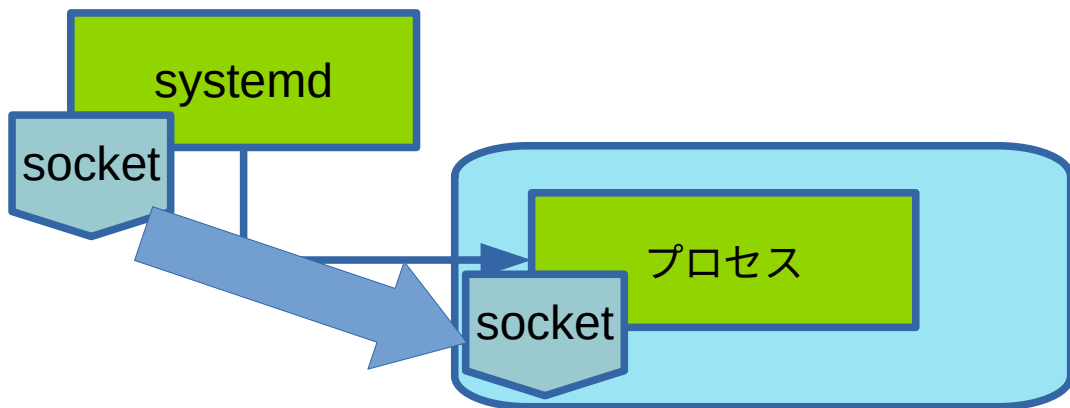 systemd
socket
プロセス
socket